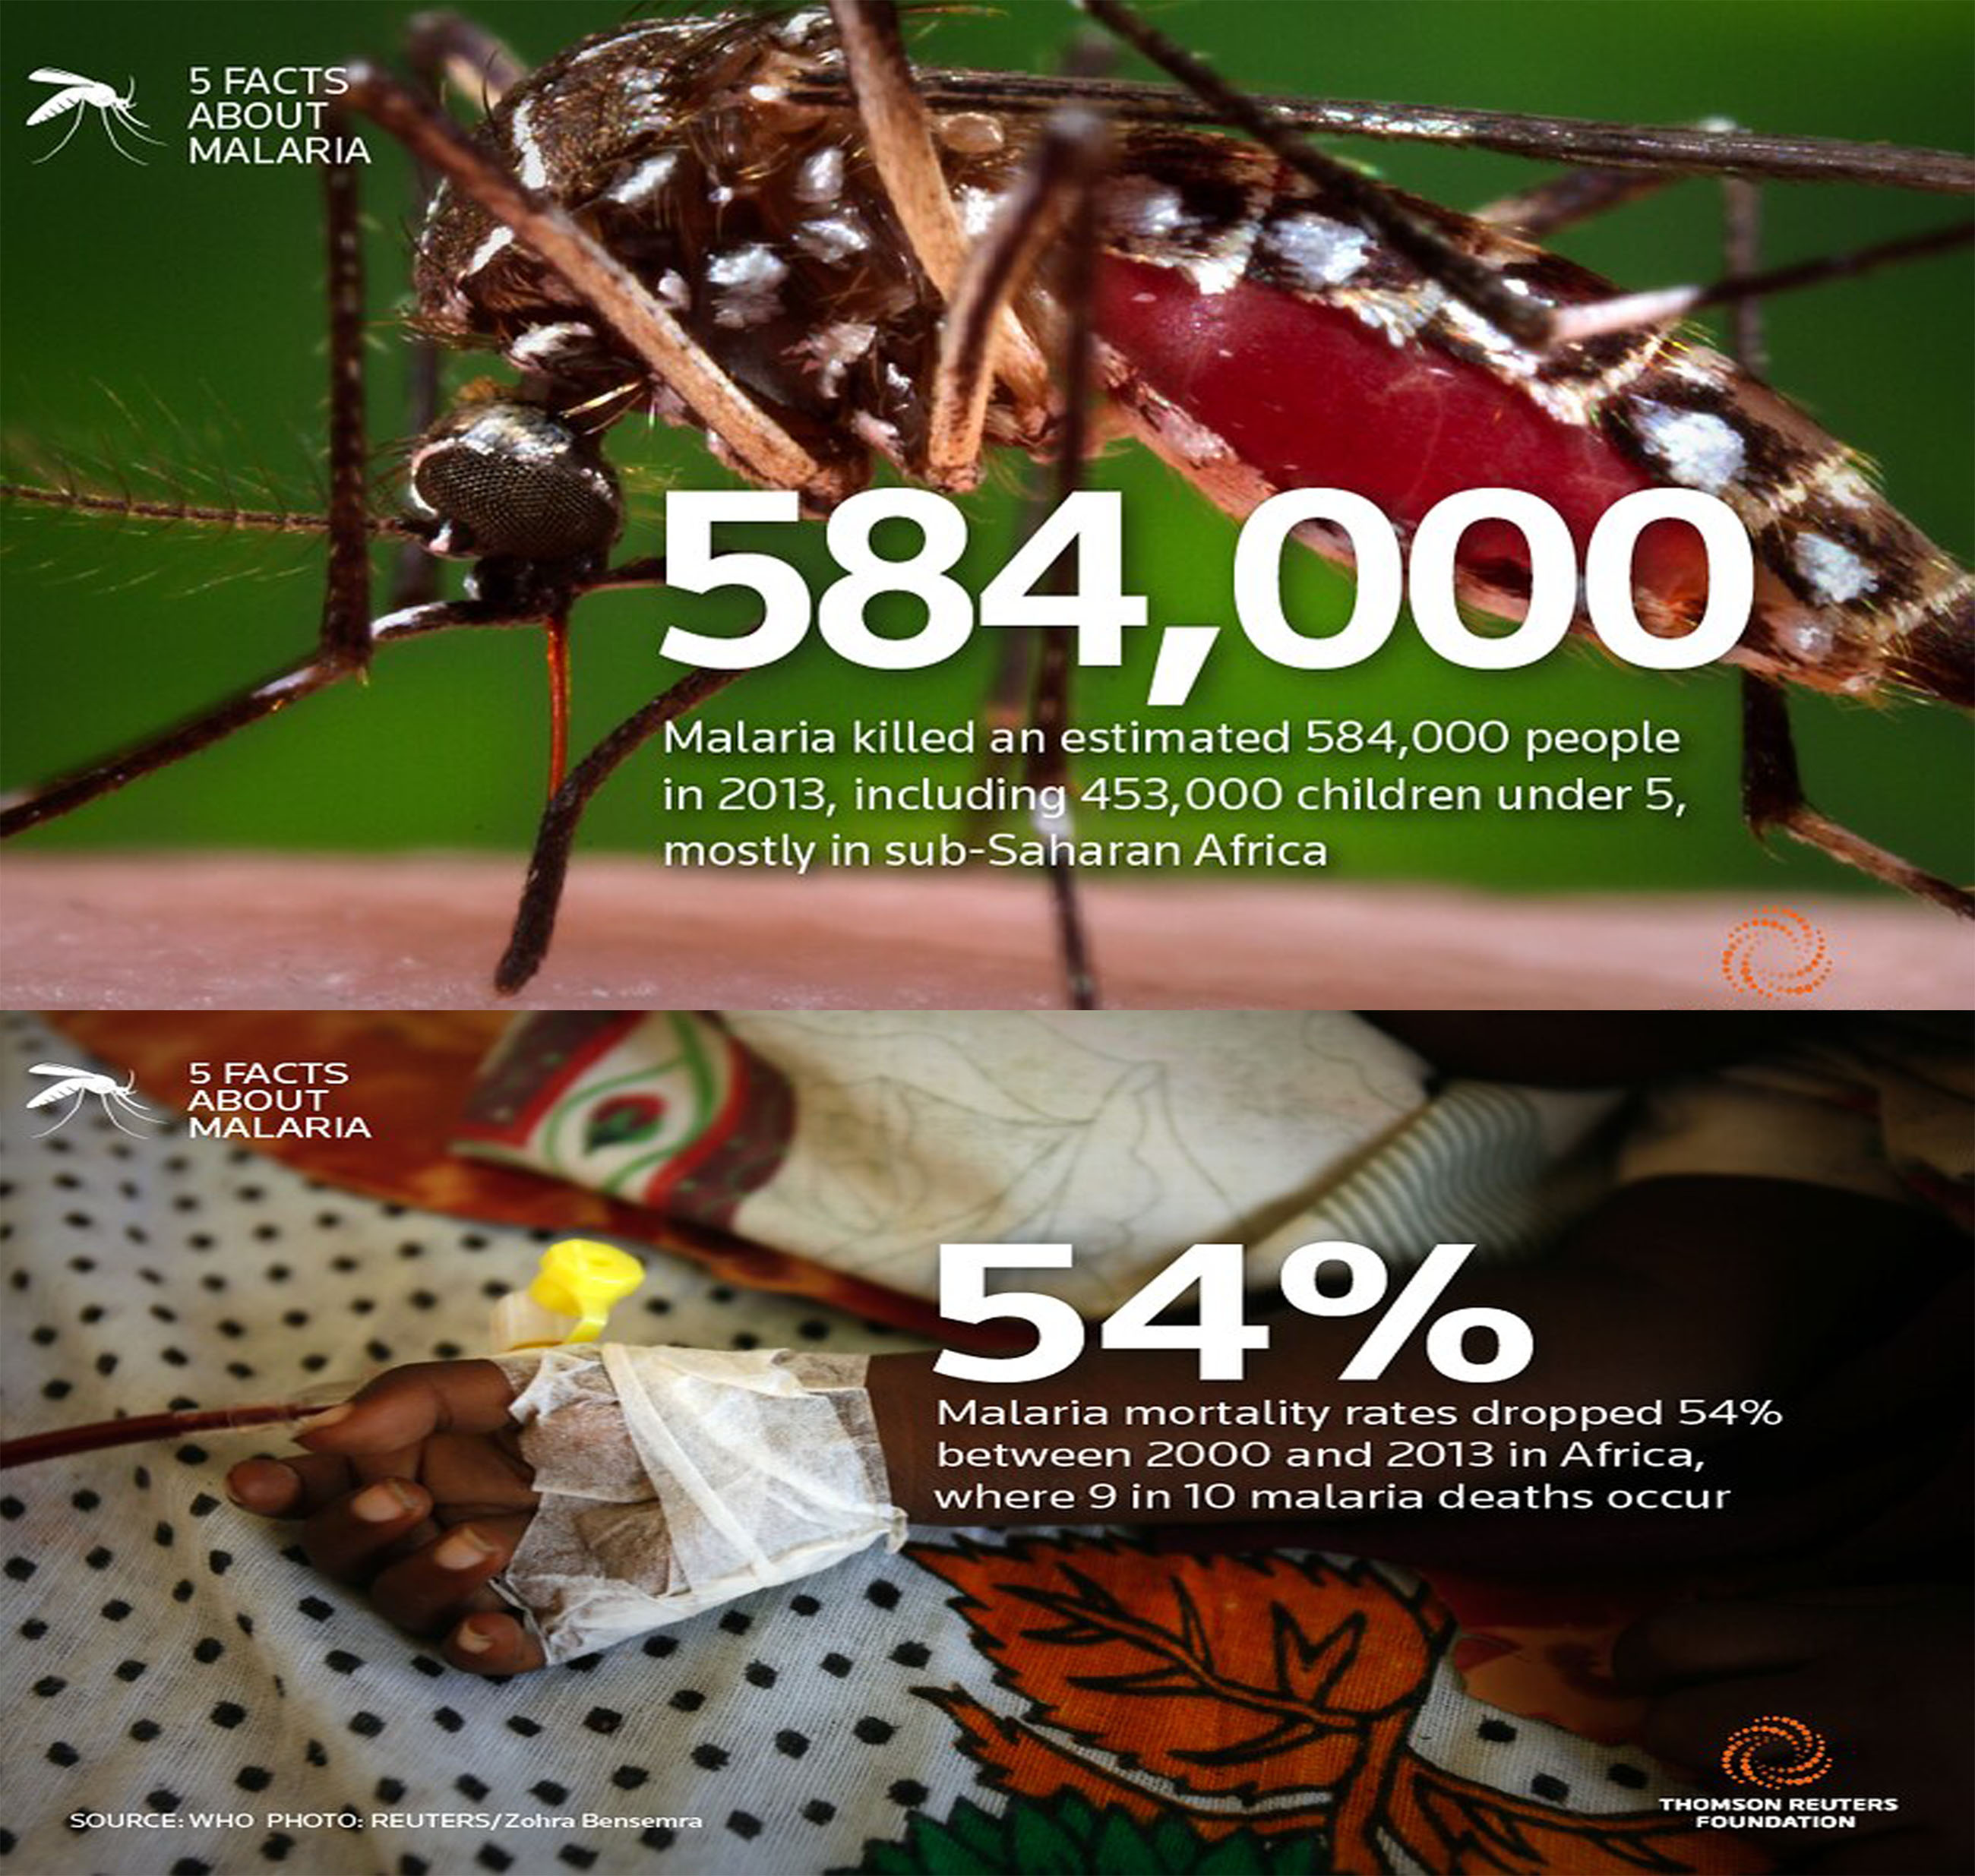 5 FACTS
ABOUT
MALARIA
584,000
Malaria killed an estimated 584,000 people
in 2013, including 453,000 children under 5,
mostly in sub-Saharan Africa
5 FACTS
ABOUT
MALARIA
54%
Malaria mortality rates dropped 54%
between 2000 and 2013 in Africa,
where 9 in 10 malaria deaths occur
SOURCE: WHO PHOTO: REUTERS/Zohra Bensemra
THOMSON REUTERS
FOUNDATION